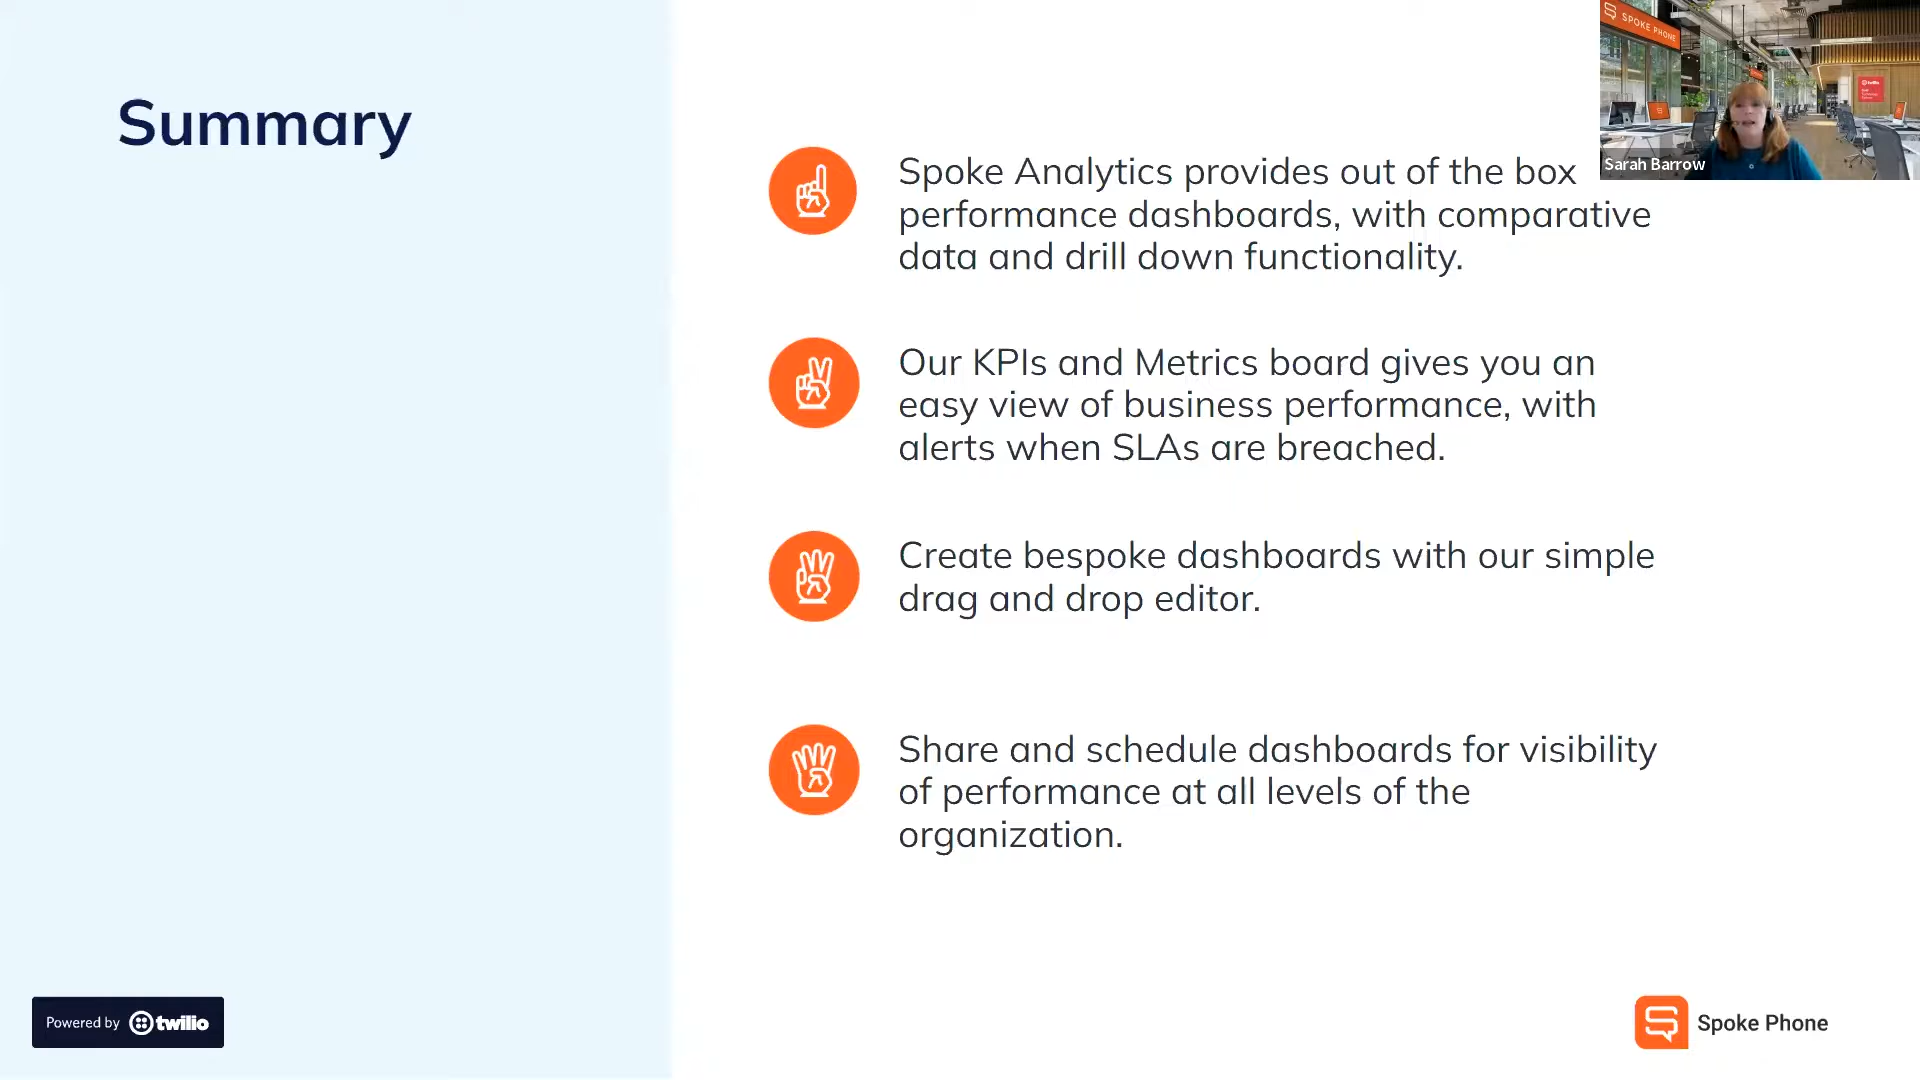 Summary
SPOKE PHONE
twilio
Sarah Barrow
Spoke Analytics provides out of the box
performance dashboards, with comparative
data and drill down functionality.
Our KPIs and Metrics board gives you an
easy view of business performance, with
alerts when SLAs are breached.
Create bespoke dashboards with our simple
drag and drop editor.
Share and schedule dashboards for visibility
of performance at all levels of the
organization.
Powered by twilio
Spoke Phone